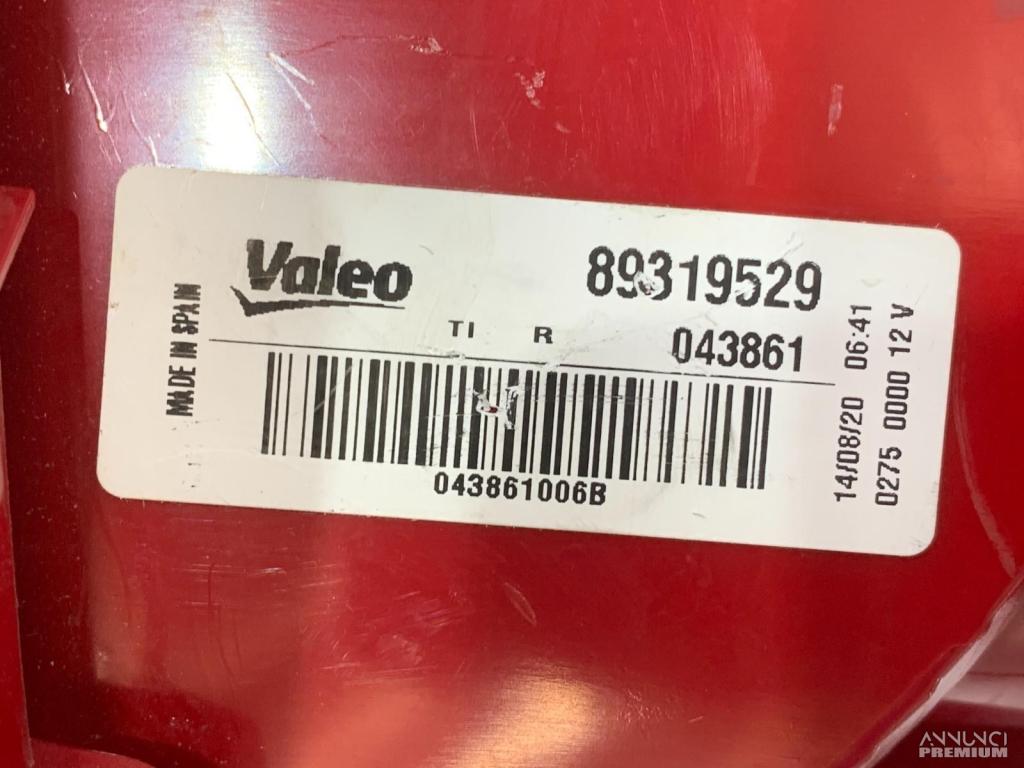 Valeo
89319529
TI R
043861
043861006B
MADE IN SPAIN
14/08/20 06:41
0275 0000 12 V
ANNUNCI
PREMIUM